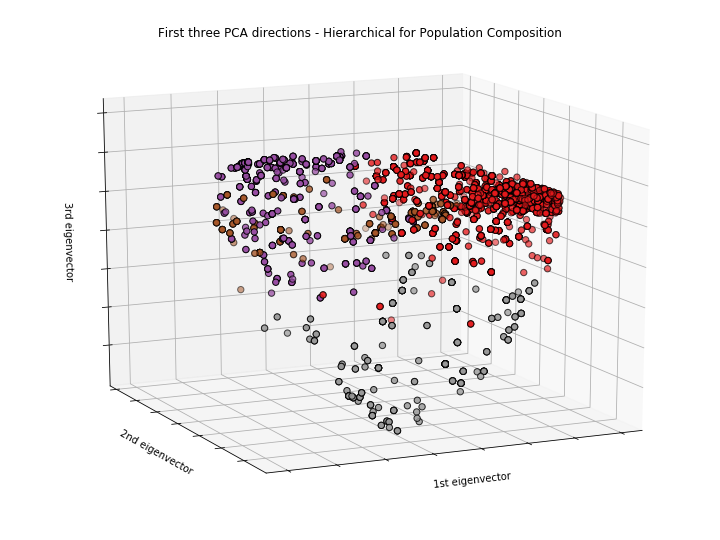 First three PCA directions - Hierarchical for Population Composition
3rd eigenvector
2nd eigenvector
1st eigenvector